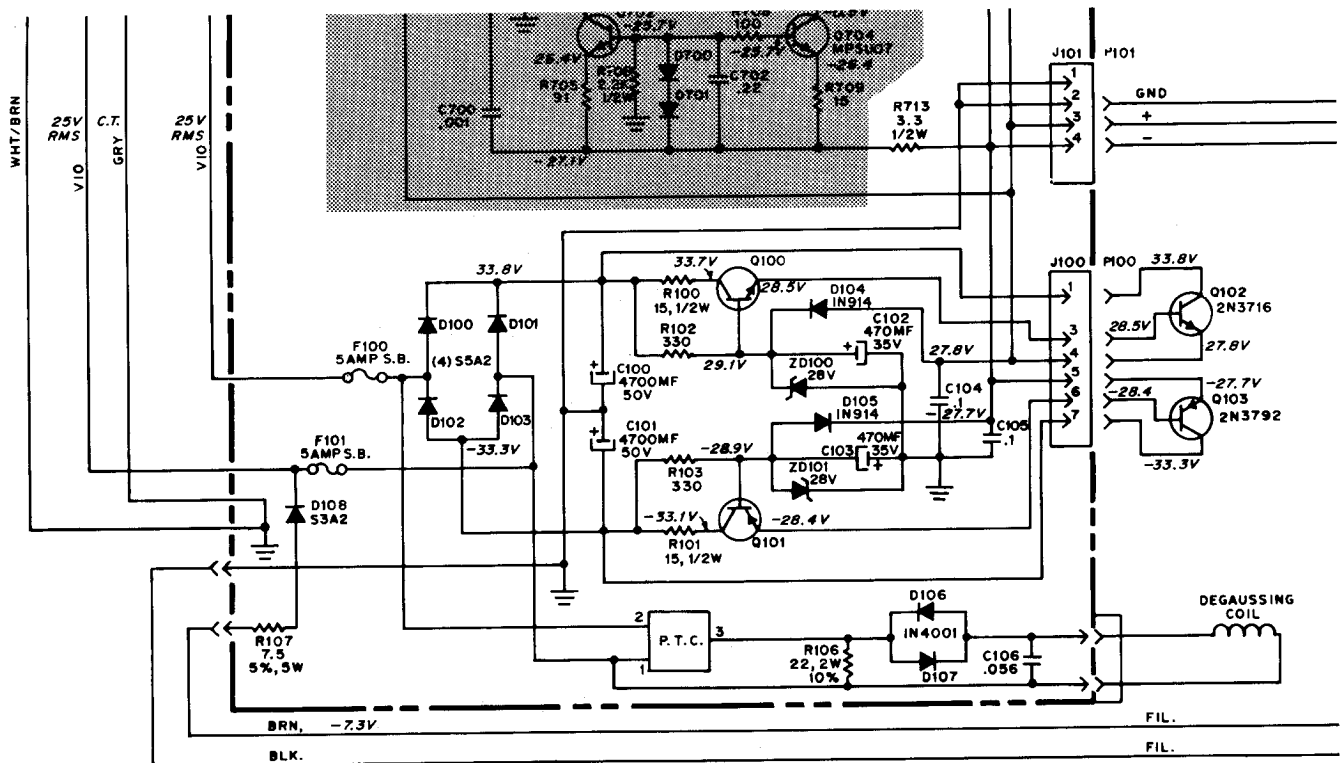 -25.7V
100
Q704
MPSU07
J101
P101
26.4V
D700
-25.7V
-26.4
R705
91
2.2K
1/2W
C702
.22
D701
R709
15
C700
.001
R713
3.3
1/2W
1
2
3
4
GND
+
-
-27.1V
WHT/BRN
25V
RMS
VIO
C.T.
GRY
25V
RMS
VIO
33.8V
33.7V
Q100
28.5V
R100
15, 1/2W
R102
330
29.1V
D104
IN914
C102
470MF
35V
+
ZD100
28V
27.8V
J100
P100
1
3
4
5
6
7
33.8V
Q102
2N3716
28.5V
27.8V
-27.7V
-28.4
Q103
2N3792
-33.3V
D100
D101
(4) S5A2
D102
D103
F100
5AMP S.B.
+
C100
4700MF
50V
+
C101
4700MF
50V
F101
5AMP S.B.
-33.3V
D105
IN914
C104
.1
-27.7V
C105
.1
-28.9V
R103
330
C103
470MF
35V
+
ZD101
28V
D108
S3A2
-33.1V
R101
15, 1/2W
Q101
-28.4V
R107
7.5
5%, 5W
2
P.T.C.
3
1
R106
22, 2W
10%
D106
IN4001
D107
C106
.056
DEGAUSSING
COIL
BRN, -7.3V
FIL.
BLK.
FIL.